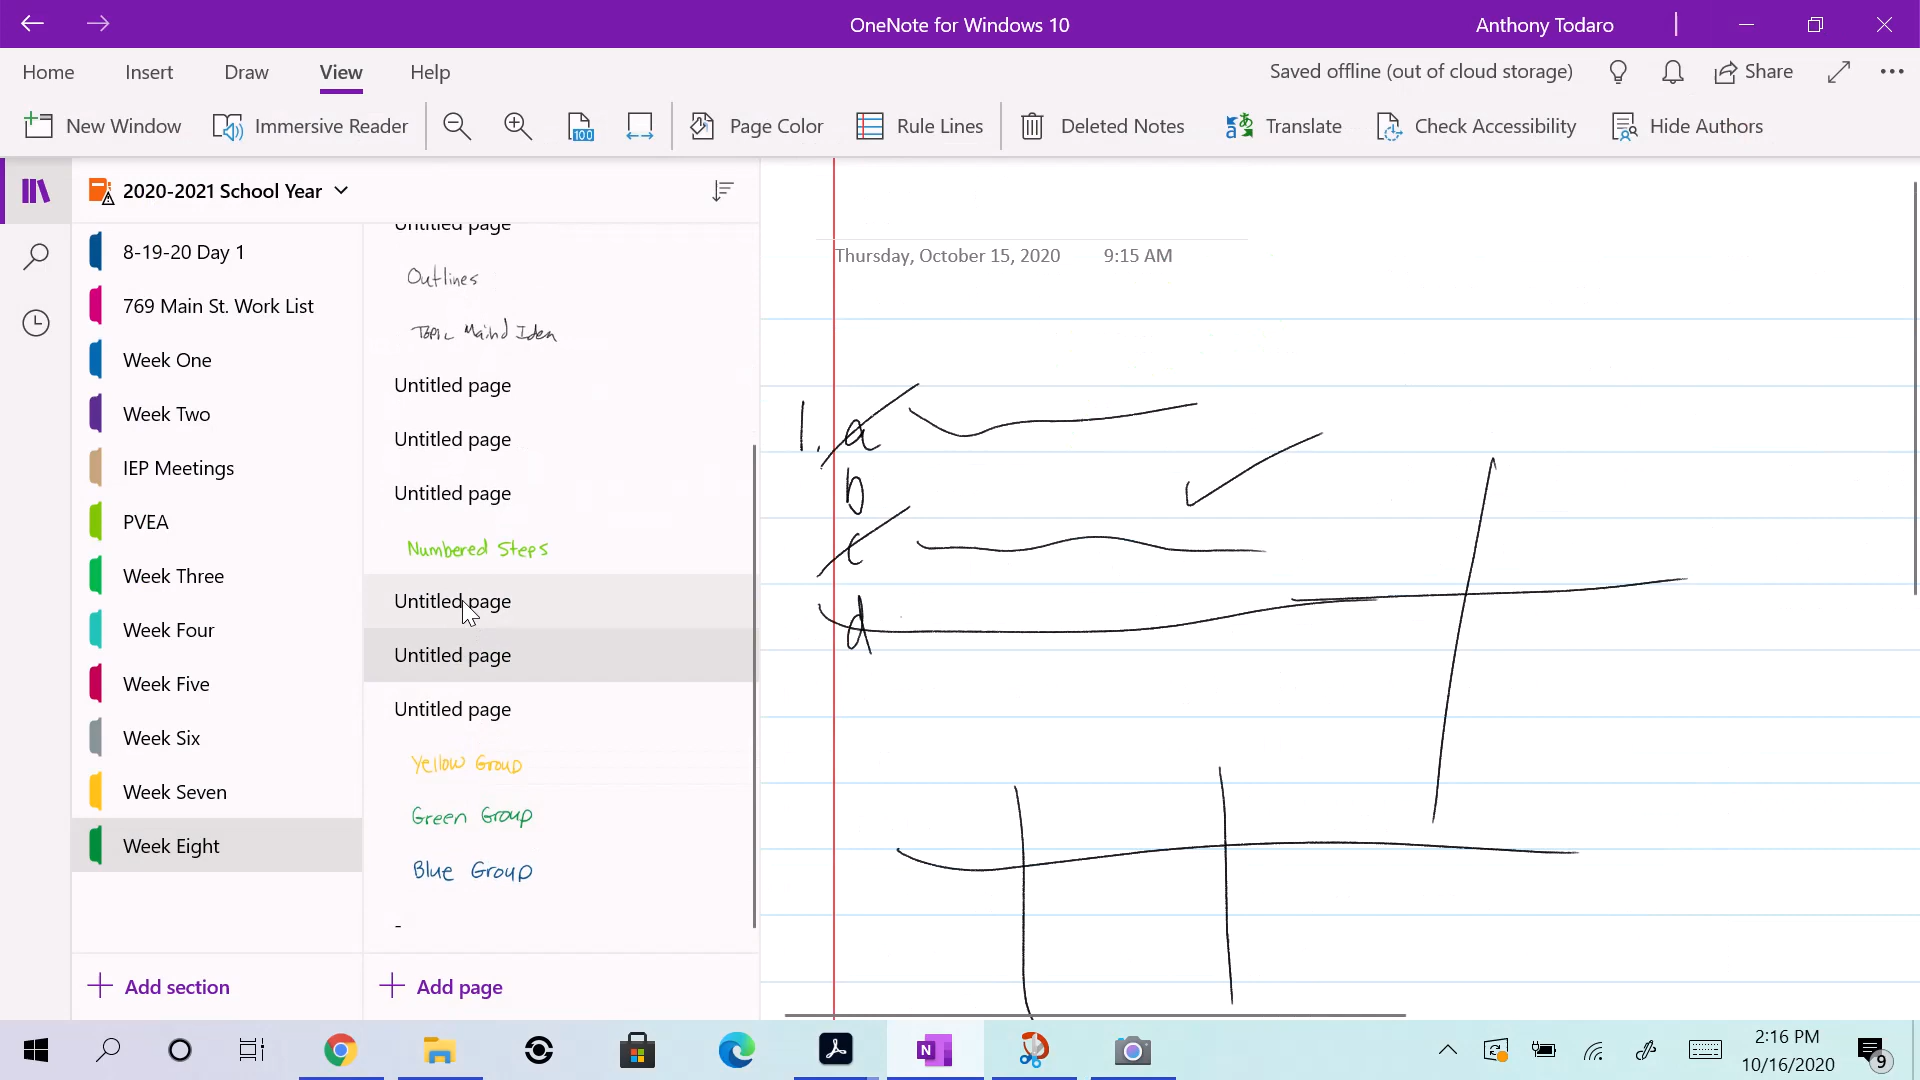 OneNote for Windows 10
Anthony Todaro
Home Insert Draw View Help
Saved offline (out of cloud storage)
Share
New Window
Immersive Reader
100
Page Color
Rule Lines
Deleted Notes
Translate
Check Accessibility
Hide Authors
2020-2021 School Year
8-19-20 Day 1
769 Main St. Work List
Week One
Week Two
IEP Meetings
PVEA
Week Three
Week Four
Week Five
Week Six
Week Seven
Week Eight
Add section
Untitled page
Outlines
Topic Maind Idea
Untitled page
Untitled page
Untitled page
Numbered Steps
Untitled page
Untitled page
Untitled page
Yellow Group
Green Group
Blue Group
-
Add page
Thursday, October 15, 2020 9:15 AM
1. a
b
c
d
2:16 PM
10/16/2020
9